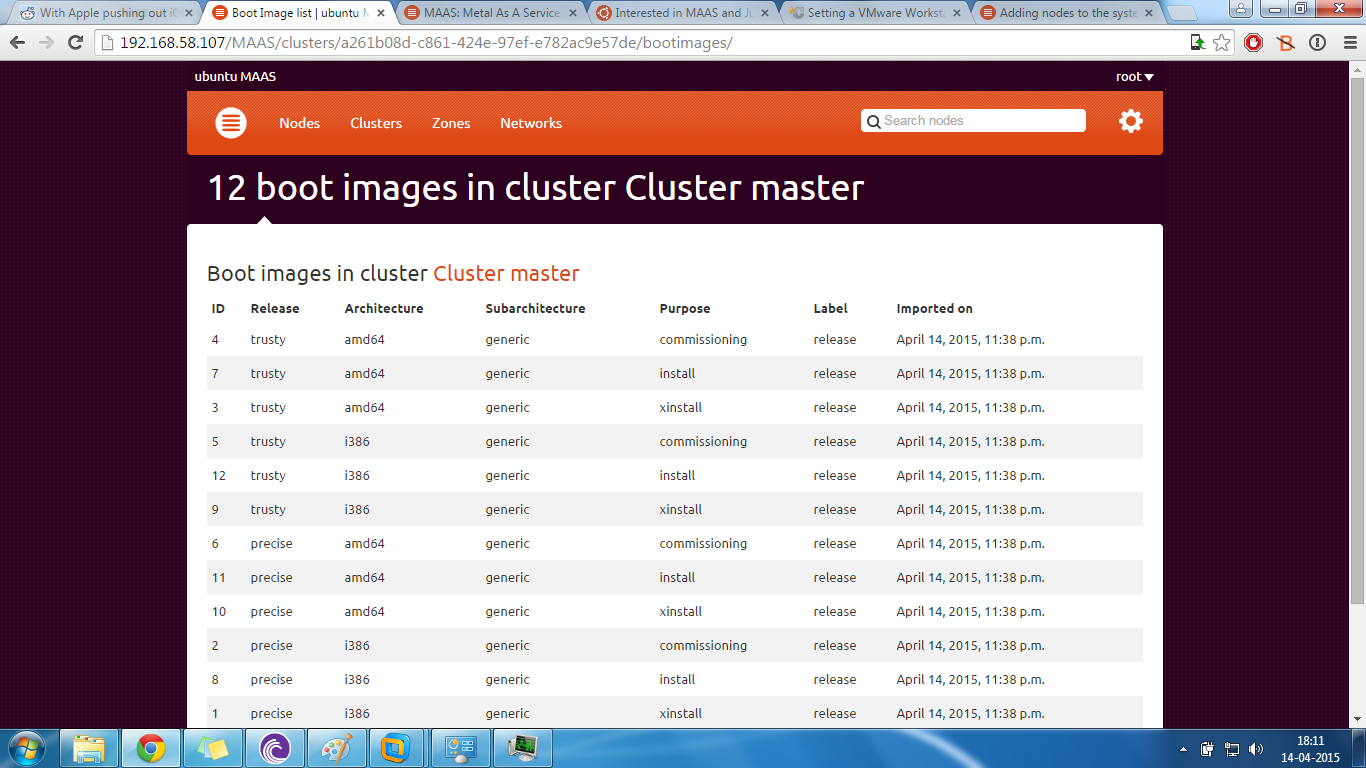 With Apple pushing out iC
Boot Image list | ubuntu M
MAAS: Metal As A Service
Interested in MAAS and Ju
Setting a VMware Worksta
Adding nodes to the syste
192.168.58.107/MAAS/clusters/a261b08d-c861-424e-97ef-e782ac9e57de/bootimages/
ubuntu MAAS root
Nodes Clusters Zones Networks Search nodes
12 boot images in cluster Cluster master
Boot images in cluster Cluster master
ID Release Architecture Subarchitecture Purpose Label Imported on
4 trusty amd64 generic commissioning release April 14, 2015, 11:38 p.m.
7 trusty amd64 generic install release April 14, 2015, 11:38 p.m.
3 trusty amd64 generic xinstall release April 14, 2015, 11:38 p.m.
5 trusty i386 generic commissioning release April 14, 2015, 11:38 p.m.
12 trusty i386 generic install release April 14, 2015, 11:38 p.m.
9 trusty i386 generic xinstall release April 14, 2015, 11:38 p.m.
6 precise amd64 generic commissioning release April 14, 2015, 11:38 p.m.
11 precise amd64 generic install release April 14, 2015, 11:38 p.m.
10 precise amd64 generic xinstall release April 14, 2015, 11:38 p.m.
2 precise i386 generic commissioning release April 14, 2015, 11:38 p.m.
8 precise i386 generic install release April 14, 2015, 11:38 p.m.
1 precise i386 generic xinstall release April 14, 2015, 11:38 p.m.
18:11
14-04-2015